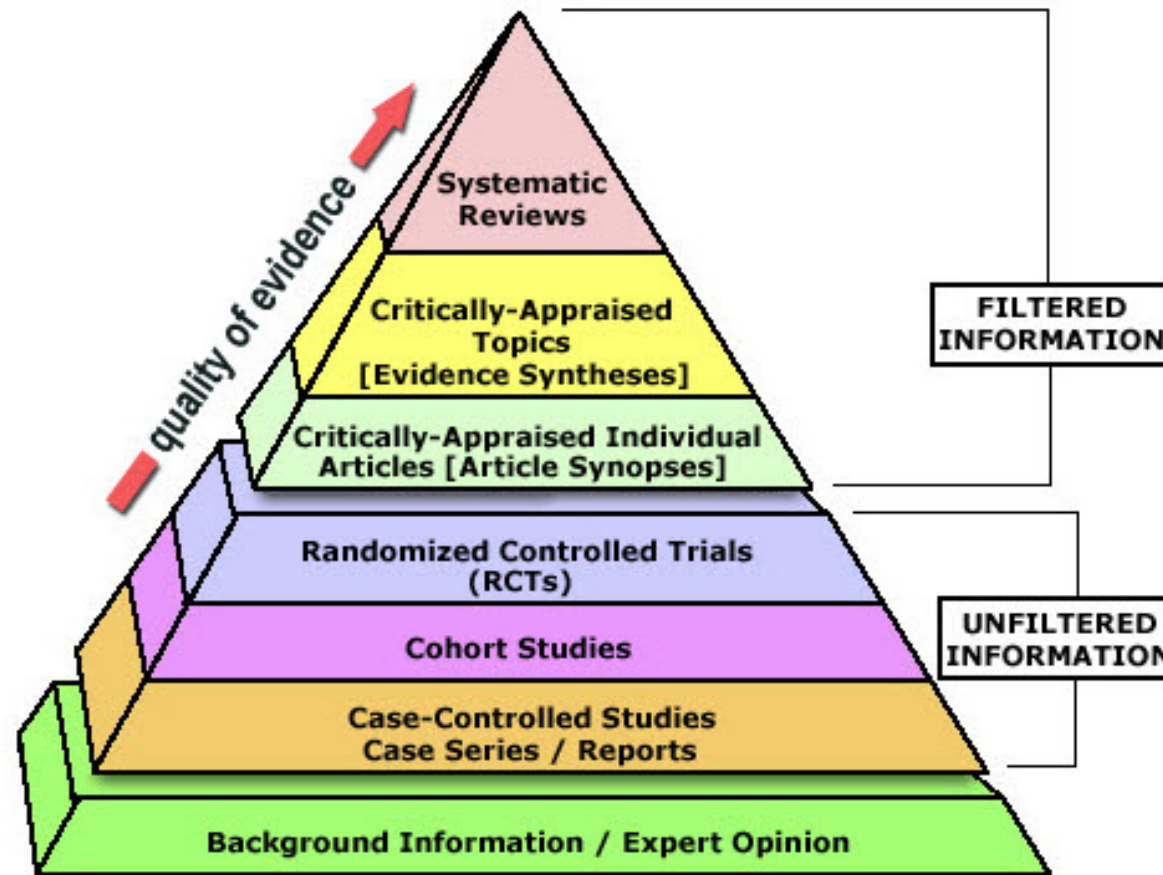 Systematic
Reviews
Critically-Appraised
Topics
[Evidence Syntheses]
Critically-Appraised Individual
Articles [Article Synopses]
Randomized Controlled Trials
(RCTs)
Cohort Studies
Case-Controlled Studies
Case Series / Reports
Background Information / Expert Opinion
quality of evidence
FILTERED
INFORMATION
UNFILTERED
INFORMATION